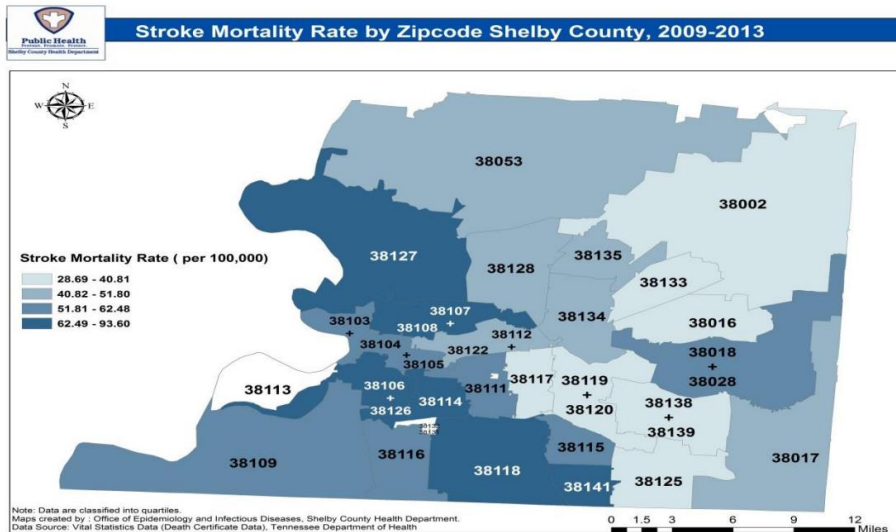 Public Health
Prevent. Promote. Protect.
Shelby County Health Department
Stroke Mortality Rate by Zipcode Shelby County, 2009-2013
N
W E
S
38053
38002
Stroke Mortality Rate ( per 100,000)
28.69 - 40.81
40.82 - 51.80
51.81 - 62.48
62.49 - 93.60
38127
38128
38135
38133
38107
38108
38103
38134
38016
38112
38104
38122
38105
38018
38028
38113
38106
38126
38114
38111
38117
38119
38120
38138
38139
38109
38116
38118
38115
38017
38141
38125
Note: Data are classified into quartiles.
Maps created by : Office of Epidemiology and Infectious Diseases, Shelby County Health Department.
Data Source: Vital Statistics Data (Death Certificate Data), Tennessee Department of Health
0 1.5 3 6 9 12
Miles